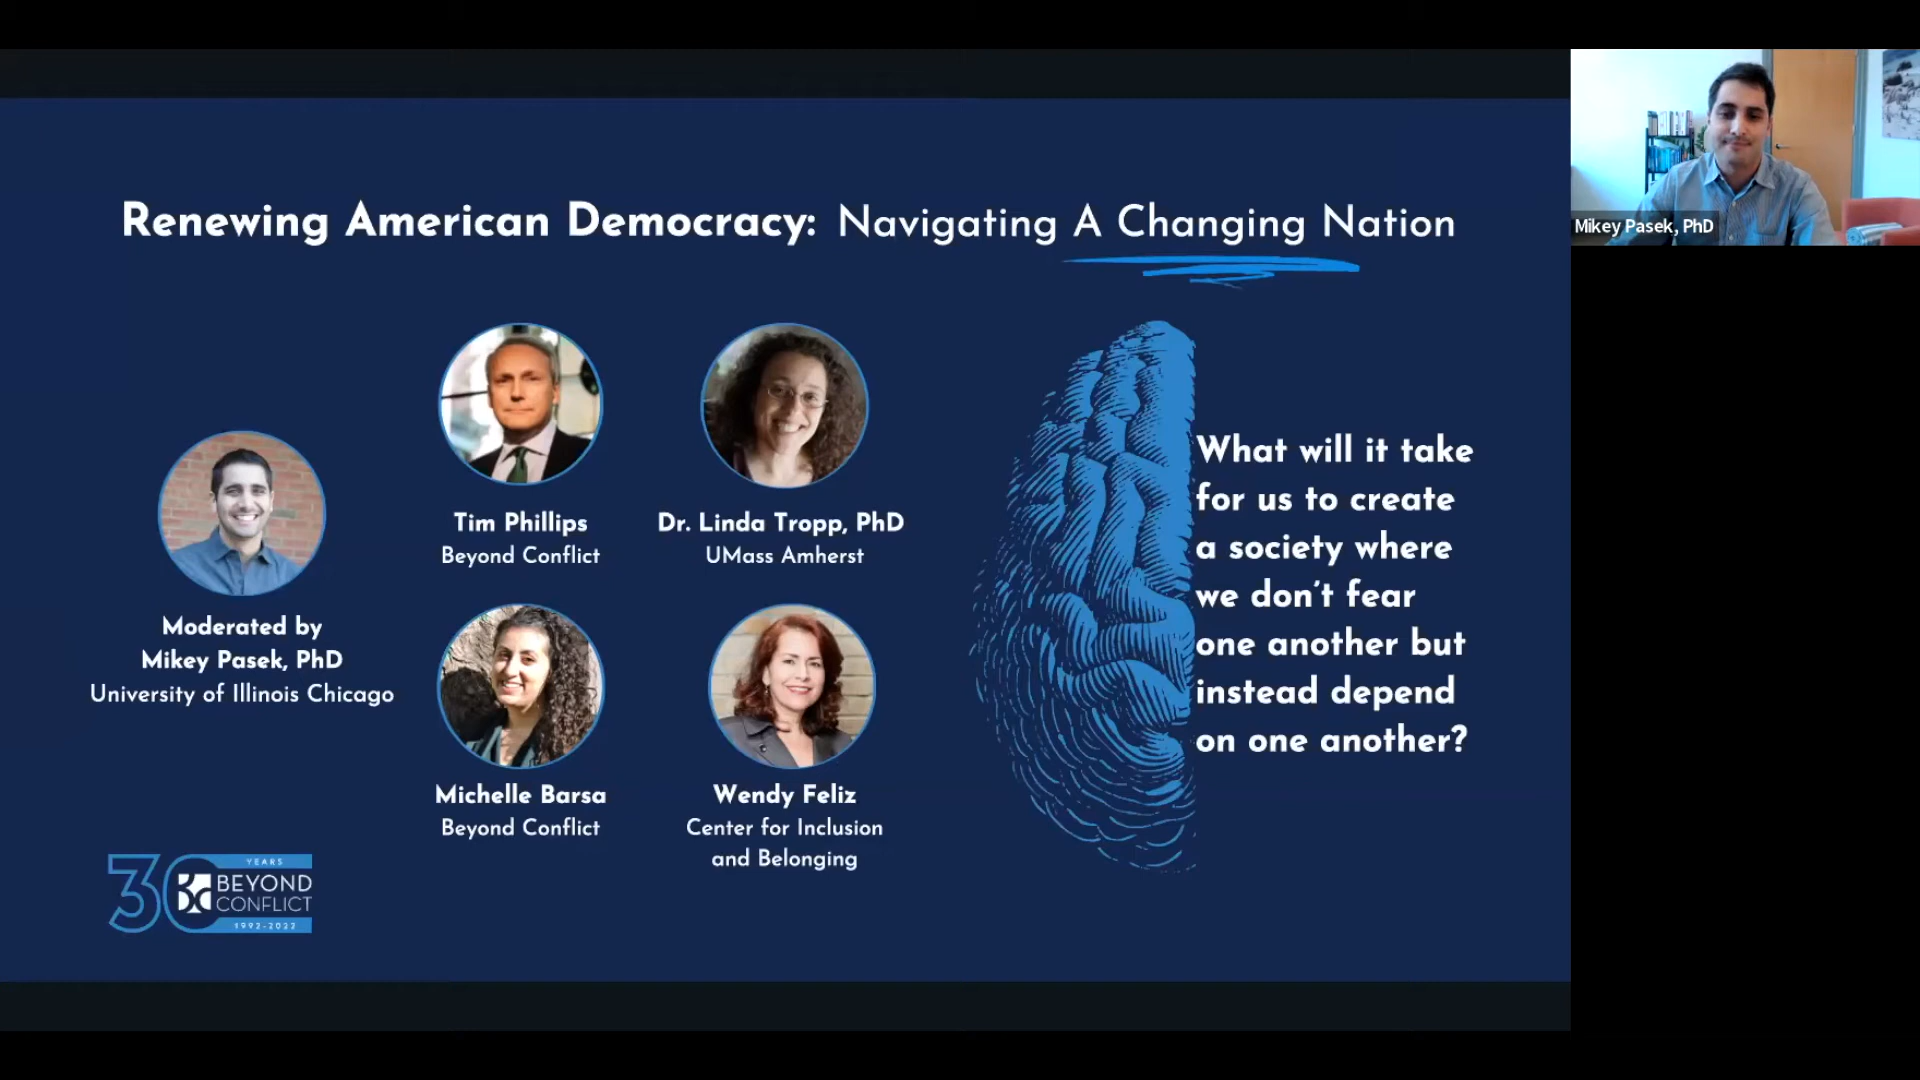 Renewing American Democracy: Navigating A Changing Nation
Mikey Pasek, PhD
Tim Phillips
Beyond Conflict
Dr. Linda Tropp, PhD
UMass Amherst
Moderated by
Mikey Pasek, PhD
University of Illinois Chicago
Michelle Barsa
Beyond Conflict
Wendy Feliz
Center for Inclusion
and Belonging
What will it take
for us to create
a society where
we don't fear
one another but
instead depend
on one another?
30
YEARS
BEYOND
CONFLICT
1992-2022